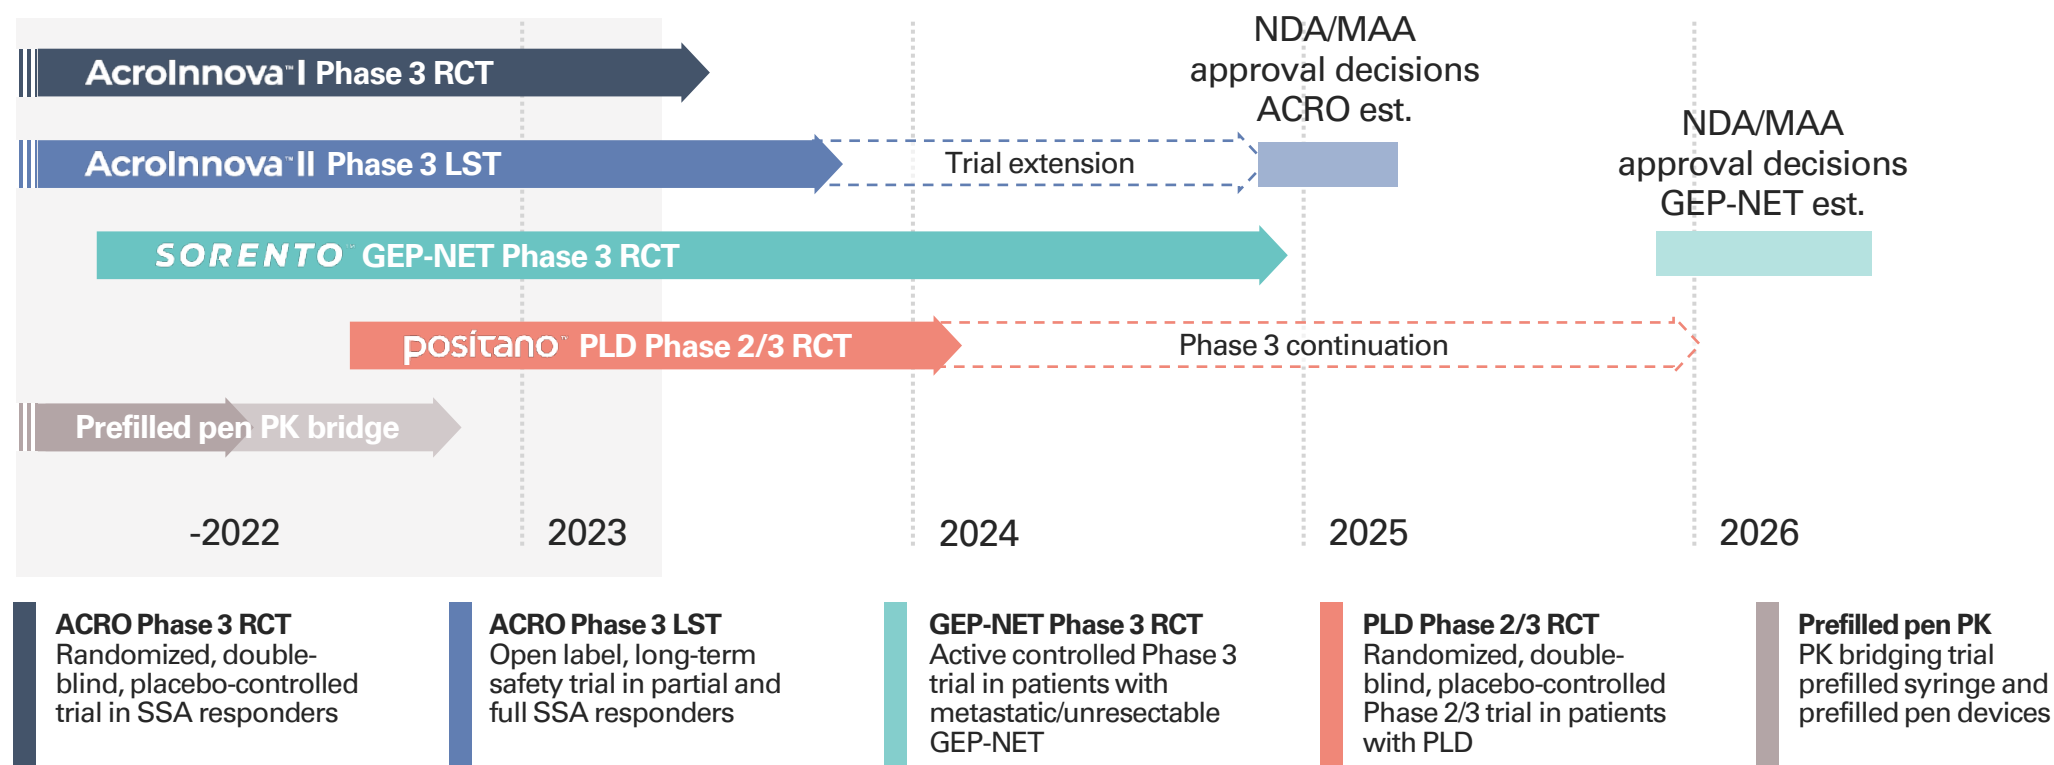 NDA/MAA
approval decisions
ACRO est.
AcroInnova™ I Phase 3 RCT
NDA/MAA
approval decisions
GEP-NET est.
AcroInnova™ II Phase 3 LST
Trial extension
SORENTO™ GEP-NET Phase 3 RCT
positano™ PLD Phase 2/3 RCT
Phase 3 continuation
Prefilled pen PK bridge
-2022
2023
2024
2025
2026
ACRO Phase 3 RCT
Randomized, double-
blind, placebo-controlled
trial in SSA responders
ACRO Phase 3 LST
Open label, long-term
safety trial in partial and
full SSA responders
GEP-NET Phase 3 RCT
Active controlled Phase 3
trial in patients with
metastatic/unresectable
GEP-NET
PLD Phase 2/3 RCT
Randomized, double-
blind, placebo-controlled
Phase 2/3 trial in patients
with PLD
Prefilled pen PK
PK bridging trial
prefilled syringe and
prefilled pen devices